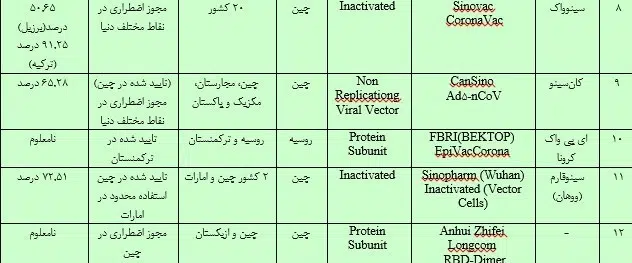 ۸
سینوواک
Sinovac
CoronaVac
Inactivated
چین
۲۰ کشور
مجوز اضطراری در
نقاط مختلف دنیا
۵۰.۶۵
درصد(برزیل)
۹۱.۲۵ درصد
(ترکیه)
۹
کان‌سینو
CanSino
Ad۵-nCoV
Non
Replicationg
Viral Vector
چین
چین، مجارستان،
مکزیک و پاکستان
(تایید شده در چین)
مجوز اضطراری در
نقاط مختلف دنیا
۶۵.۲۸ درصد
۱۰
ای پی واک
کرونا
FBRI(BEKTOP)
EpiVacCorona
Protein
Subunit
روسیه
روسیه و ترکمنستان
تایید شده در
ترکمنستان
نامعلوم
۱۱
سینوفارم
(ووهان)
Sinopharm (Wuhan)
Inactivated (Vector
Cells)
Inactivated
چین
۲ کشور چین و امارات
تایید شده در چین
استفاده محدود در
امارات
۷۲.۵۱ درصد
۱۲
-
Anhui Zhifei
Longcom
RBD-Dimer
Protein
Subunit
چین
چین و ازبکستان
مجوز اضطراری در
چین
نامعلوم